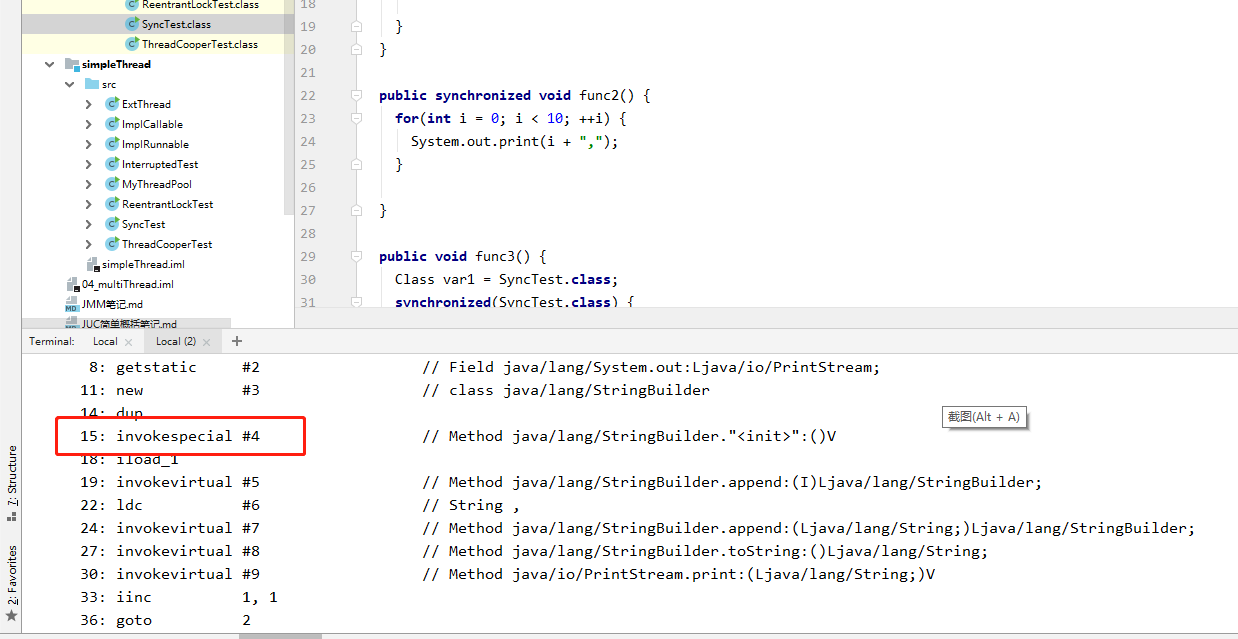 ReentrantLockTest.class
SyncTest.class
ThreadCooperTest.class
simpleThread
src
ExtThread
ImplCallable
ImplRunnable
InterruptedTest
MyThreadPool
ReentrantLockTest
SyncTest
ThreadCooperTest
simpleThread.iml
04_multiThread.iml
JMM笔记.md
JUC简单概括笔记.md
18
19 }
20 }
21
22 public synchronized void func2() {
23 for(int i = 0; i < 10; ++i) {
24 System.out.print(i + ",");
25 }
26
27 }
28
29 public void func3() {
30 Class var1 = SyncTest.class;
31 synchronized(SyncTest.class) {
Terminal: Local × Local (2) × +
8: getstatic #2 // Field java/lang/System.out:Ljava/io/PrintStream;
11: new #3 // class java/lang/StringBuilder
14: dup
截图(Alt + A)
15: invokespecial #4 // Method java/lang/StringBuilder."<init>":()V
18: iload_1
19: invokevirtual #5 // Method java/lang/StringBuilder.append:(I)Ljava/lang/StringBuilder;
22: ldc #6 // String ,
24: invokevirtual #7 // Method java/lang/StringBuilder.append:(Ljava/lang/String;)Ljava/lang/StringBuilder;
27: invokevirtual #8 // Method java/lang/StringBuilder.toString:()Ljava/lang/String;
30: invokevirtual #9 // Method java/io/PrintStream.print:(Ljava/lang/String;)V
33: iinc 1, 1
36: goto 2
7: Structure
2: Favorites